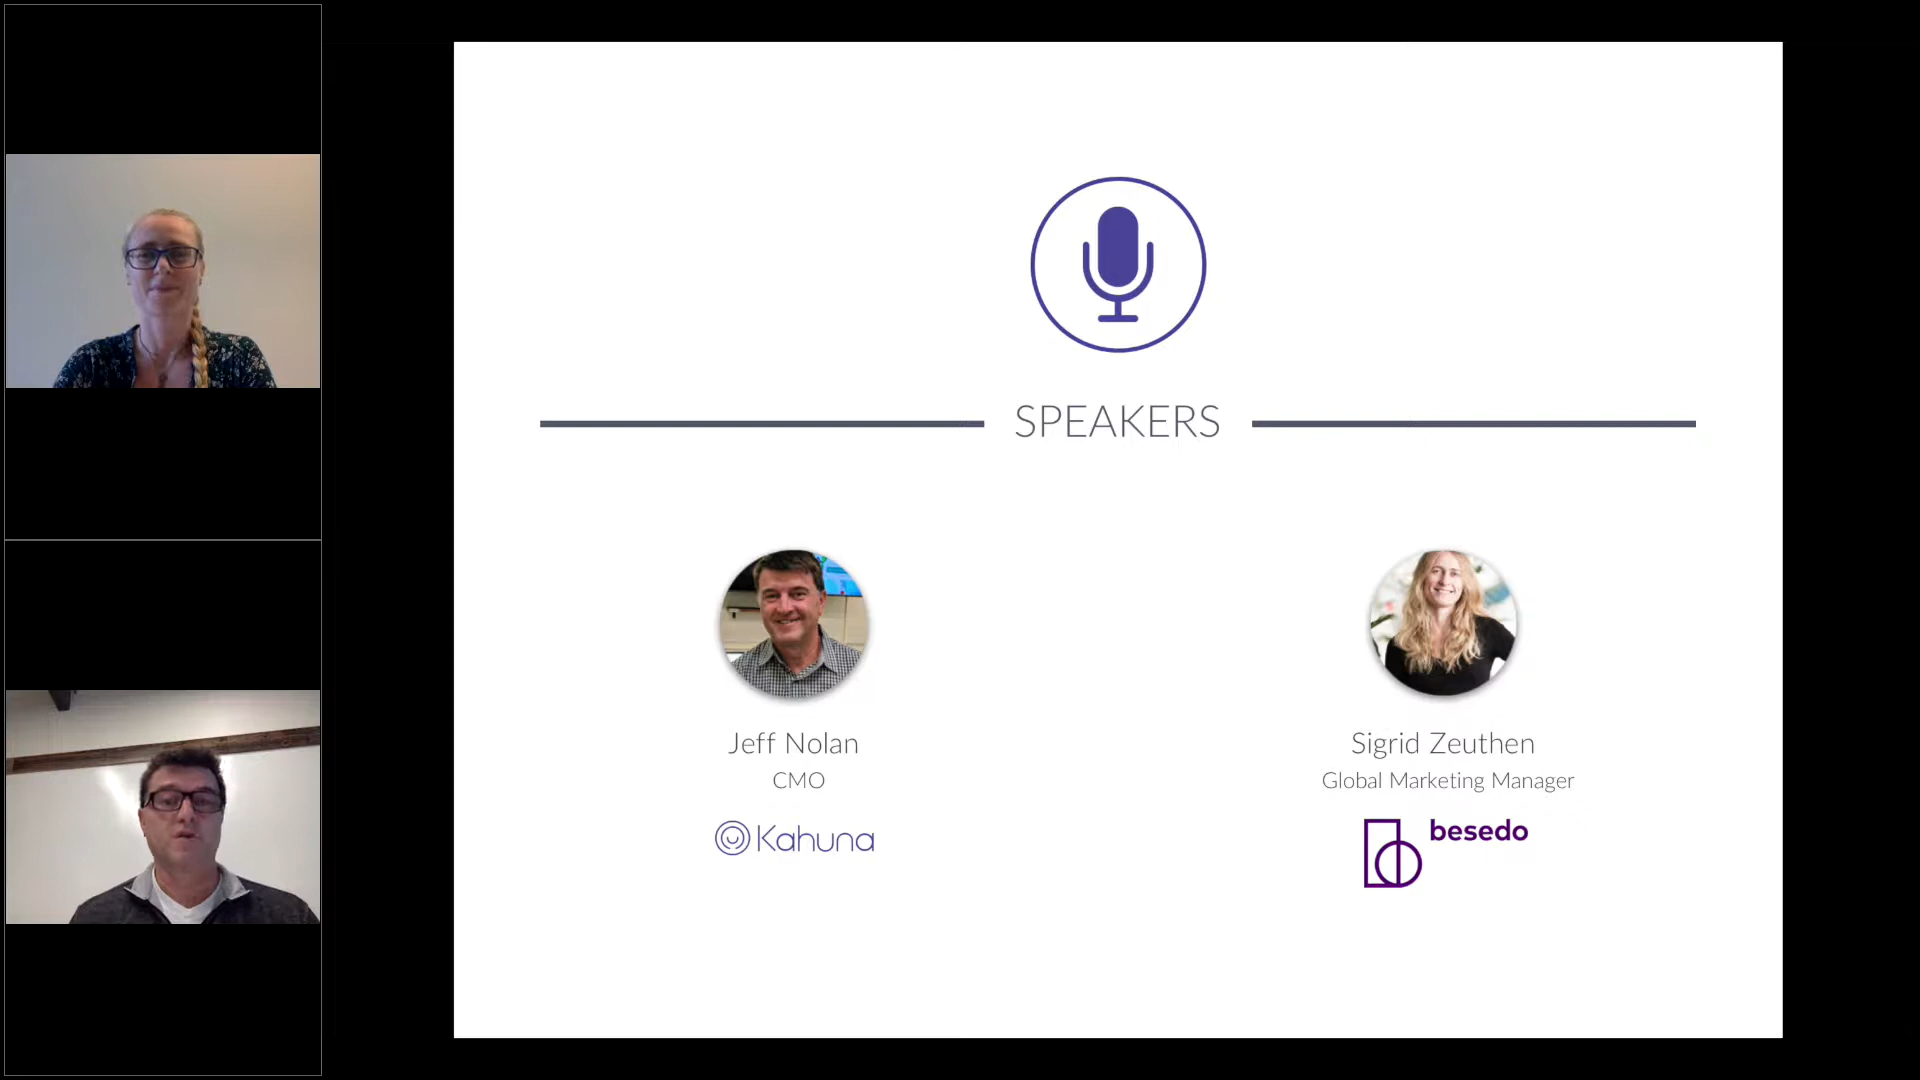 SPEAKERS
Jeff Nolan
CMO
Kahuna
Sigrid Zeuthen
Global Marketing Manager
besedo